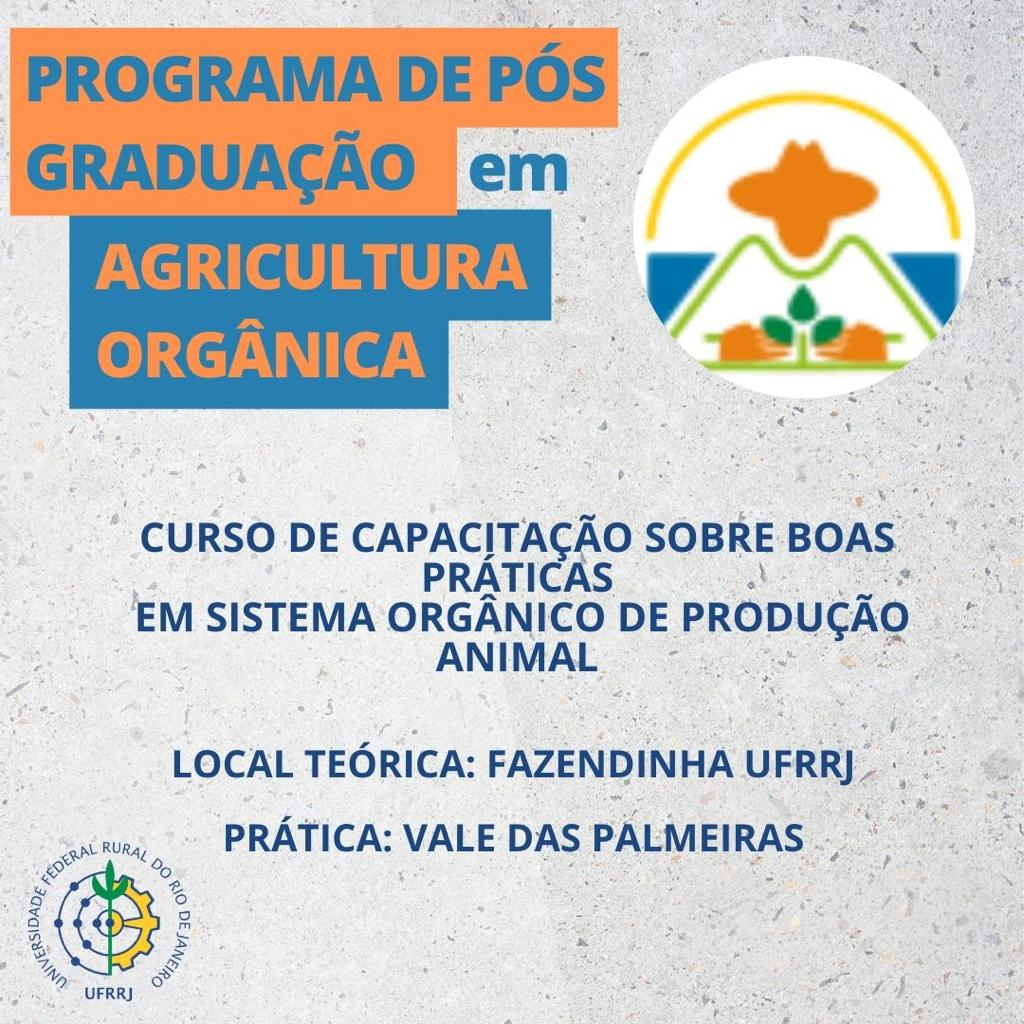 PROGRAMA DE PÓS
GRADUAÇÃO em
AGRICULTURA
ORGÂNICA
CURSO DE CAPACITAÇÃO SOBRE BOAS
PRÁTICAS
EM SISTEMA ORGÂNICO DE PRODUÇÃO
ANIMAL
LOCAL TEÓRICA: FAZENDINHA UFRRJ
PRÁTICA: VALE DAS PALMEIRAS
UNIVERSIDADE FEDERAL RURAL DO RIO DE JANEIRO
UFRRJ